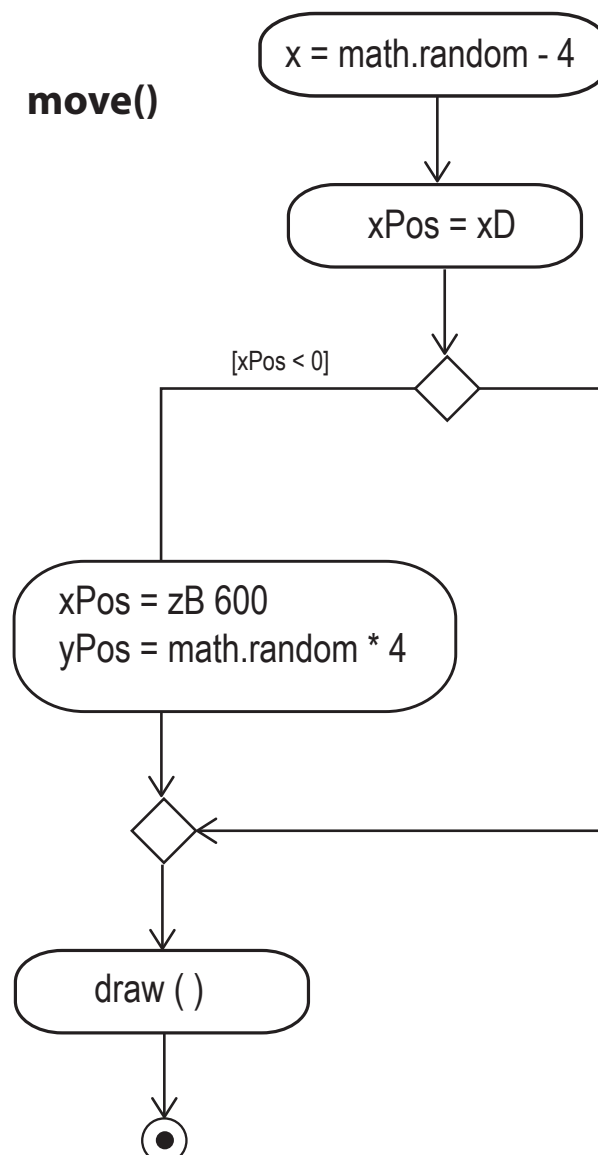 move()
x = math.random - 4
xPos = xD
[xPos < 0]
xPos = zB 600
yPos = math.random * 4
draw ( )